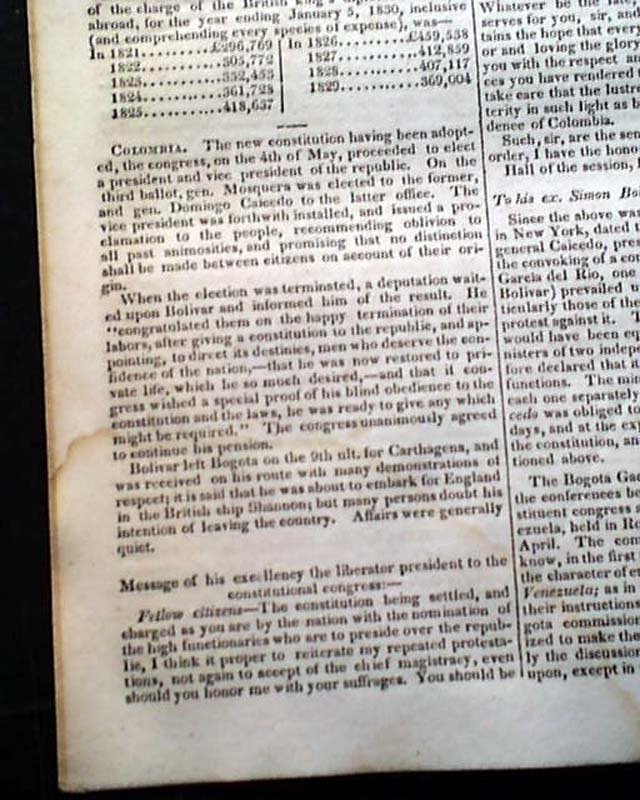 of the charge of the British king's
abroad, for the year ending January 5, 1830, inclusive
(and comprehending every species of expense), was—
In 1821.........£296,769
1822..........305,772
1823..........332,453
1824..........361,728
1825..........418,637
In 1826.........£459,538
1827..........412,859
1828..........407,117
1829..........369,604
COLOMBIA. The new constitution having been adopt-
ed, the congress, on the 4th of May, proceeded to elect
a president and vice president of the republic. On the
third ballot, gen. Mosquera was elected to the former,
and gen. Domingo Caicedo to the latter office. The
vice president was forthwith installed, and issued a pro-
clamation to the people, recommending oblivion to
all past animosities, and promising that no distinction
shall be made between citizens on account of their ori-
gin.
When the election was terminated, a deputation wait-
ed upon Bolivar and informed him of the result. He
"congratulated them on the happy termination of their
labors, after giving a constitution to the republic, and ap-
pointing, to direct its destinies, men who deserve the con-
fidence of the nation,—that he was now restored to pri-
vate life, which he so much desired,—and that if con-
gress wished a special proof of his blind obedience to the
constitution and the laws, he was ready to give any which
might be required." The congress unanimously agreed
to continue his pension.
Bolivar left Bogota on the 9th ult. for Carthagena, and
was received on his route with many demonstrations of
respect; it is said that he was about to embark for England
in the British ship Shannon; but many persons doubt his
intention of leaving the country. Affairs were generally
quiet.
Message of his excellency the liberator president to the
constitutional congress:—
Fellow citizens—The constitution being settled, and
charged as you are by the nation with the nomination of
the high functionaries who are to preside over the repub-
lic, I think it proper to reiterate my repeated protesta-
tions, not again to accept of the chief magistracy, even
should you honor me with your suffrages. You should be
Whatever be the
serves for you, sir, and
tains the hope that every
or and loving the glory
you with the respect and
ces you have rendered
take care that the lustre
terity in such light as b
dence of Colombia.
Such, sir, are the sen
order, I have the hono
Hall of the session,
To his ex. Simon Bo
Since the above wa
in New York, dated t
general Caicedo, pres
the convoking of a cou
Garcia del Rio, one
Bolivar) prevailed u
ticularly those of the
protest against it. T
would have been eq
nisters of two indep
fore declared that it
functions. The mi
each one separately
cedo was obliged to
days, and at the exp
the constitution, an
tioned above.
The Bogota Gac
the conferences be
stituent congress a
ezuela, held in Ro
April. The com
know, in the first
the character of e
Venezuela; as in
their instruction
gota commissio
ized to make the
ly the discussion
upon, except in